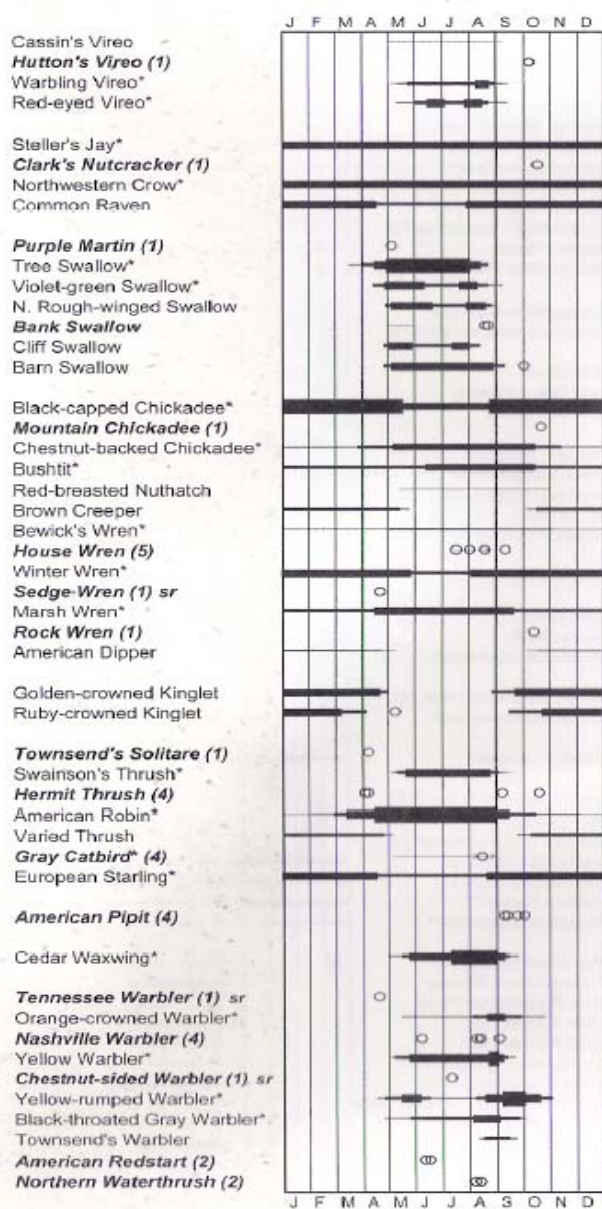 J F M A M J J A S O N D
Cassin's Vireo
Hutton's Vireo (1)
Warbling Vireo*
Red-eyed Vireo*
Steller's Jay*
Clark's Nutcracker (1)
Northwestern Crow*
Common Raven
Purple Martin (1)
Tree Swallow*
Violet-green Swallow*
N. Rough-winged Swallow
Bank Swallow
Cliff Swallow
Barn Swallow
Black-capped Chickadee*
Mountain Chickadee (1)
Chestnut-backed Chickadee*
Bushtit*
Red-breasted Nuthatch
Brown Creeper
Bewick's Wren*
House Wren (5)
Winter Wren*
Sedge-Wren (1) sr
Marsh Wren*
Rock Wren (1)
American Dipper
Golden-crowned Kinglet
Ruby-crowned Kinglet
Townsend's Solitare (1)
Swainson's Thrush*
Hermit Thrush (4)
American Robin*
Varied Thrush
Gray Catbird* (4)
European Starling*
American Pipit (4)
Cedar Waxwing*
Tennessee Warbler (1) sr
Orange-crowned Warbler*
Nashville Warbler (4)
Yellow Warbler*
Chestnut-sided Warbler (1) sr
Yellow-rumped Warbler*
Black-throated Gray Warbler*
Townsend's Warbler
American Redstart (2)
Northern Waterthrush (2)
J F M A M J J A S O N D